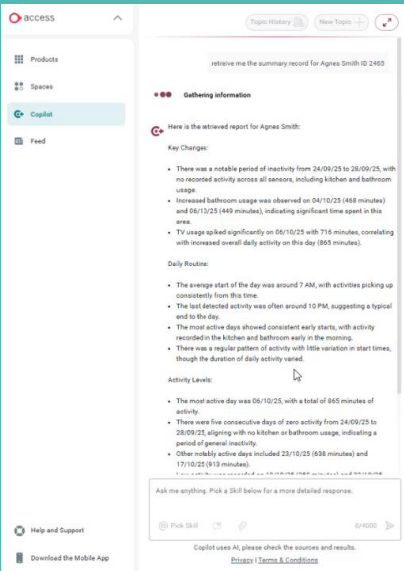 access
Topic History
New Topic
Products
Spaces
Copilot
Feed
retreive me the summary record for Agnes Smith ID 2465
Gathering information
Here is the retrieved report for Agnes Smith:
Key Changes:
• There was a notable period of inactivity from 24/09/25 to 28/09/25, with
no recorded activity across all sensors, including kitchen and bathroom
usage.
• Increased bathroom usage was observed on 04/10/25 (468 minutes)
and 06/10/25 (449 minutes), indicating significant time spent in this
area.
• TV usage spiked significantly on 06/10/25 with 716 minutes, correlating
with increased overall daily activity on this day (865 minutes).
Daily Routine:
• The average start of the day was around 7 AM, with activities picking up
consistently from this time.
• The last detected activity was often around 10 PM, suggesting a typical
end to the day.
• The most active days showed consistent early starts, with activity
recorded in the kitchen and bathroom early in the morning.
• There was a regular pattern of activity with little variation in start times,
though the duration of daily activity varied.
Activity Levels:
• The most active day was 06/10/25, with a total of 865 minutes of
activity.
• There were five consecutive days of zero activity from 24/09/25 to
28/09/25, aligning with no kitchen or bathroom usage, indicating a
period of general inactivity.
• Other notably active days included 23/10/25 (638 minutes) and
17/10/25 (913 minutes).
Ask me anything. Pick a Skill below for a more detailed response.
Pick Skill
0/4000
Help and Support
Download the Mobile App
Copilot uses AI, please check the sources and results.
Privacy | Terms & Conditions